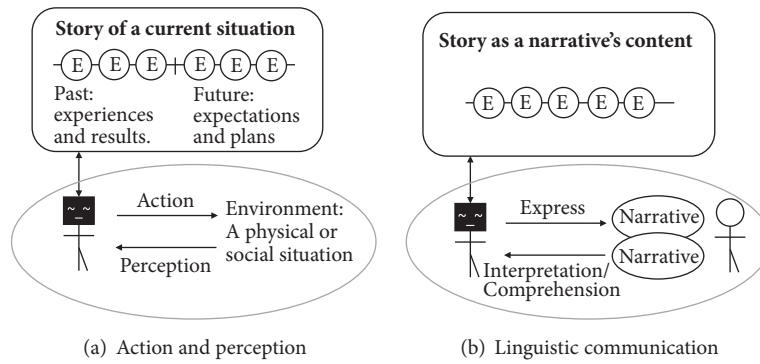 Story of a current situation
E E E E E E
Past:
experiences
and results.
Future:
expectations
and plans
~ ~
Action
Perception
Environment:
A physical or
social situation
(a) Action and perception
Story as a narrative's content
E E E E E
~ ~
Express
Narrative
Narrative
Interpretation/
Comprehension
(b) Linguistic communication